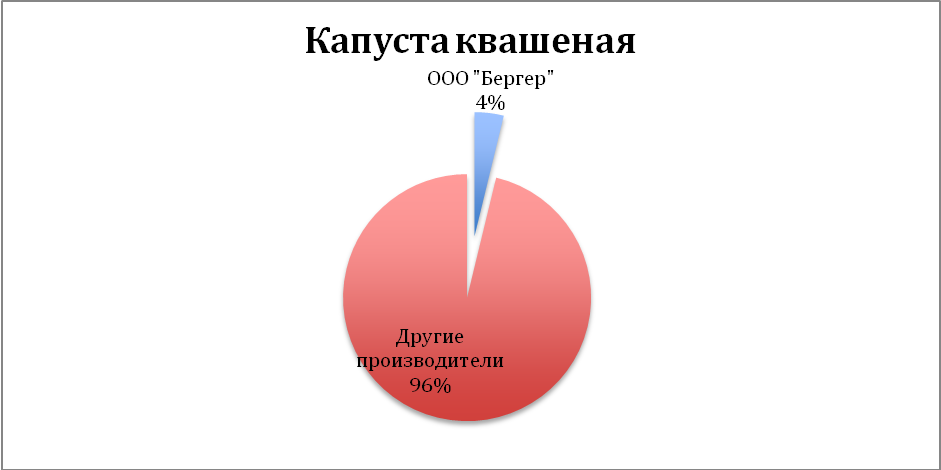 Капуста квашеная
ООО "Бергер"
4%
Другие
производители
96%